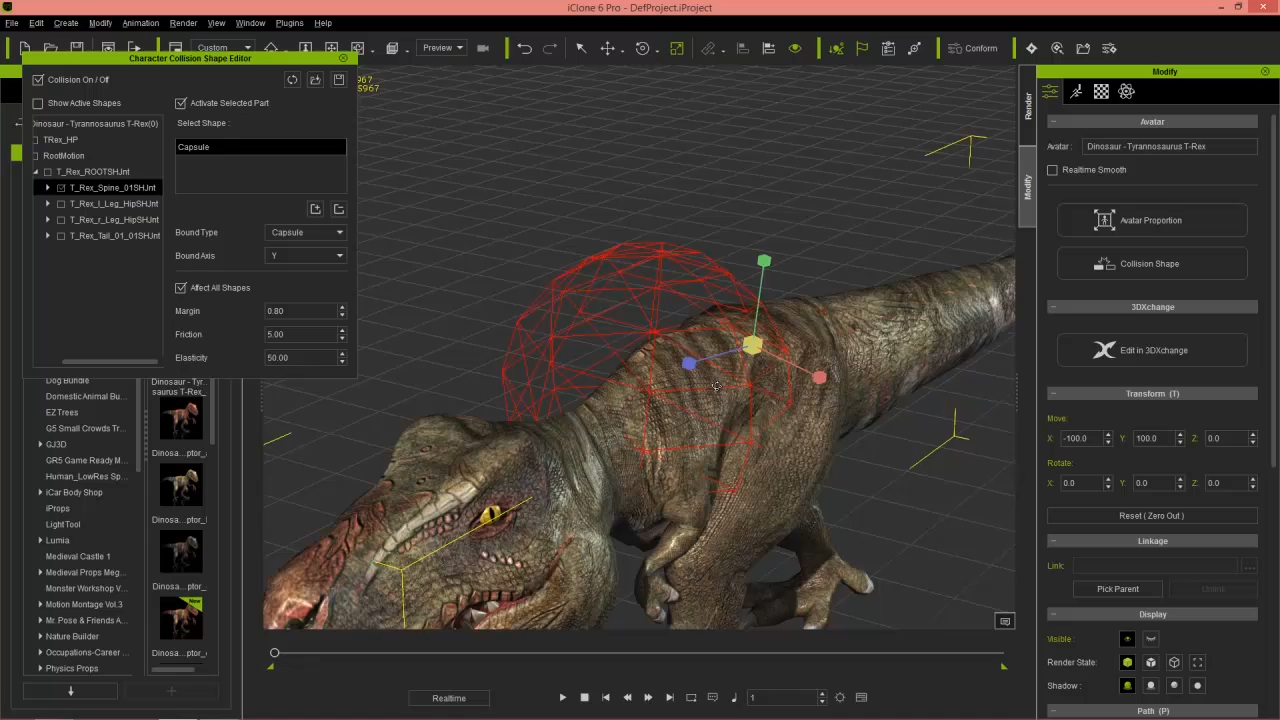 iClone 6 Pro - DefProject.iProject
File Edit Create Modify Animation Render View Window Plugins Help
Custom
Preview
Conform
Character Collision Shape Editor
967
5967
Collision On / Off
Show Active Shapes
Activate Selected Part
Dinosaur - Tyrannosaurus T-Rex(0)
TRex_HP
RootMotion
T_Rex_ROOTSHJnt
T_Rex_Spine_01SHJnt
T_Rex_l_Leg_HipSHJnt
T_Rex_r_Leg_HipSHJnt
T_Rex_Tail_01_01SHJnt
Select Shape :
Capsule
Bound Type Capsule
Bound Axis Y
Affect All Shapes
Margin 0.80
Friction 5.00
Elasticity 50.00
Dog Bundle
Domestic Animal Bu...
EZTrees
G5 Small Crowds Tr...
GJ3D
GR5 Game Ready M...
Human_LowRes Sp...
iCar Body Shop
iProps
LightTool
Lumia
Medieval Castle 1
Medieval Props Meg...
Monster Workshop V...
Motion Montage Vol.3
Mr. Pose & Friends A...
Nature Builder
Occupations-Career ...
Physics Props
Dinosaur - Tyr...
saurus T-Rex_
Dinosa...ptor_
Dinosa...ptor_
Dinosa...ptor_
New
Dinosa...ptor_
Realtime
1
Render
Modify
Modify
Avatar
Avatar : Dinosaur - Tyrannosaurus T-Rex
Realtime Smooth
Avatar Proportion
Collision Shape
3DXchange
Edit in 3DXchange
Transform (T)
Move:
X -100.0 Y: 100.0 Z: 0.0
Rotate:
X: 0.0 Y: 0.0 Z: 0.0
Reset ( Zero Out )
Linkage
Link: ...
Pick Parent Unlink
Display
Visible :
Render State:
Shadow :
Path (P)